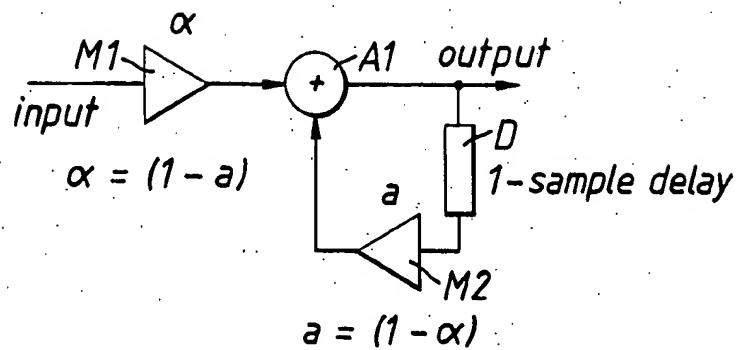 α
M1
A1
output
+
input
D
α = (1 - a)
1-sample delay
a
M2
a = (1 - α)